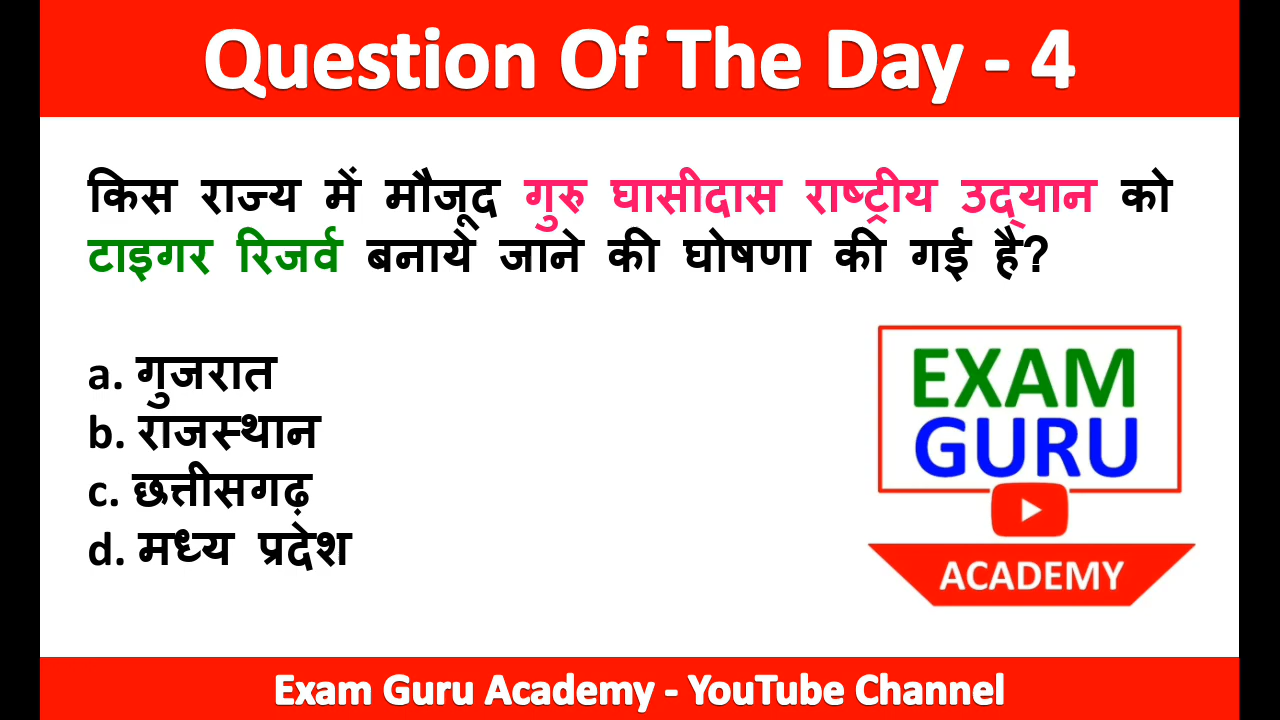 Question Of The Day - 4
किस राज्य में मौजूद गुरु घासीदास राष्ट्रीय उद्‌यान को
टाइगर रिजर्व बनाये जाने की घोषणा की गई है?
a. गुजरात
b. राजस्थान
c. छत्तीसगढ़
d. मध्य प्रदेश
EXAM
GURU
ACADEMY
Exam Guru Academy - YouTube Channel